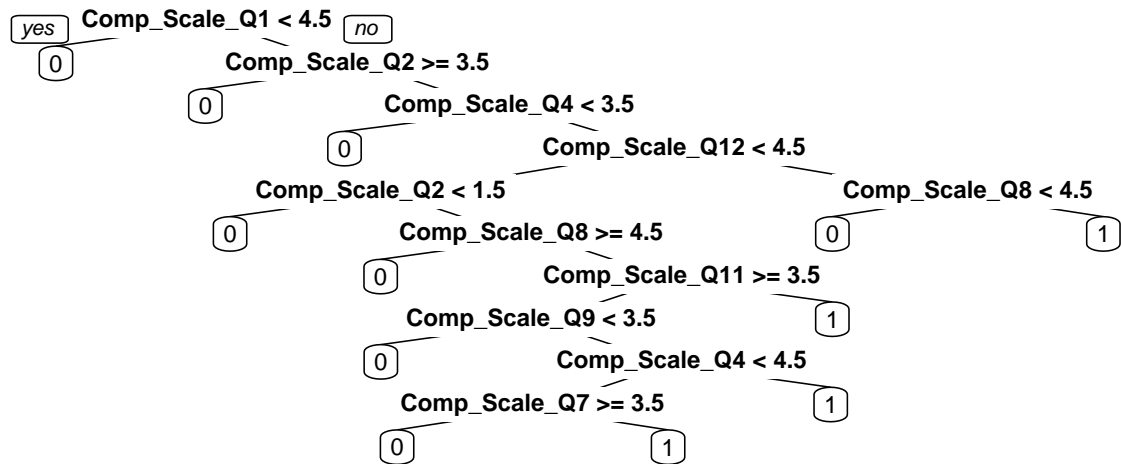 yes Comp_Scale_Q1 < 4.5 no
0 Comp_Scale_Q2 >= 3.5
0 Comp_Scale_Q4 < 3.5
0 Comp_Scale_Q12 < 4.5
Comp_Scale_Q2 < 1.5 Comp_Scale_Q8 < 4.5
0 Comp_Scale_Q8 >= 4.5 0 1
0 Comp_Scale_Q11 >= 3.5
Comp_Scale_Q9 < 3.5 1
0 Comp_Scale_Q4 < 4.5
Comp_Scale_Q7 >= 3.5 1
0 1